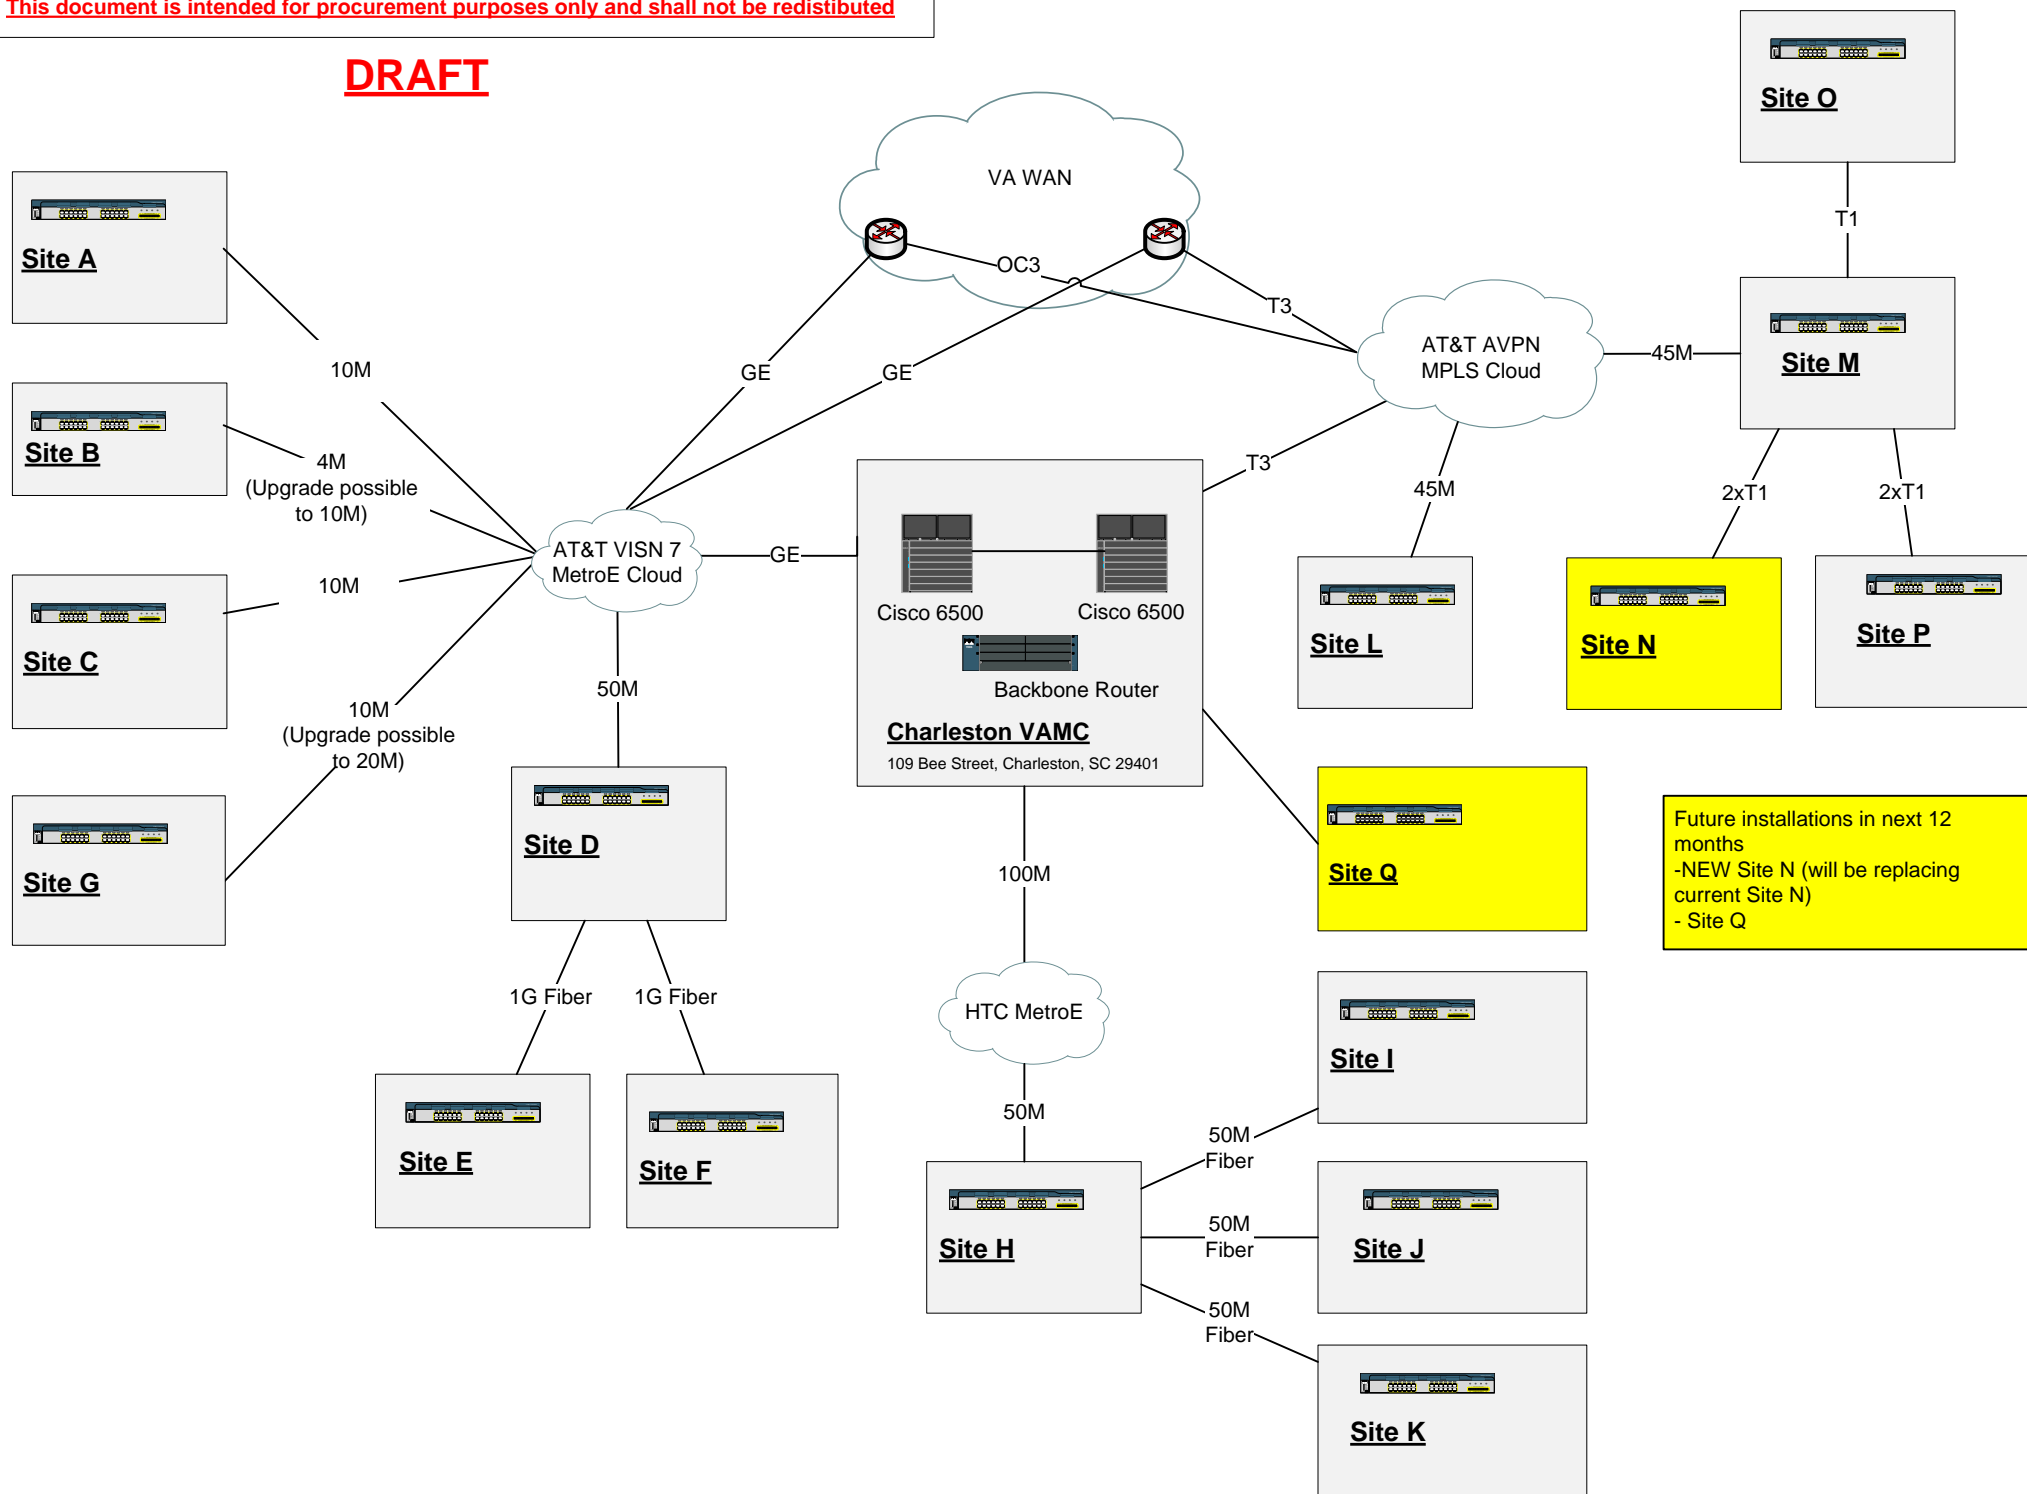 This document is intended for procurement purposes only and shall not be redistibuted
DRAFT
VA WAN
Site O
T1
Site A
OC3
T3
10M
GE
GE
AT&T AVPN
MPLS Cloud
45M
Site M
Site B
4M
(Upgrade possible
to 10M)
T3
45M
2xT1
2xT1
AT&T VISN 7
MetroE Cloud
GE
Cisco 6500
Cisco 6500
Backbone Router
Charleston VAMC
109 Bee Street, Charleston, SC 29401
10M
Site C
Site L
Site N
Site P
50M
10M
(Upgrade possible
to 20M)
Site D
Site G
100M
Site Q
Future installations in next 12
months
-NEW Site N (will be replacing
current Site N)
- Site Q
1G Fiber
1G Fiber
HTC MetroE
Site I
50M
50M
Fiber
Site E
Site F
Site H
50M
Fiber
Site J
50M
Fiber
Site K